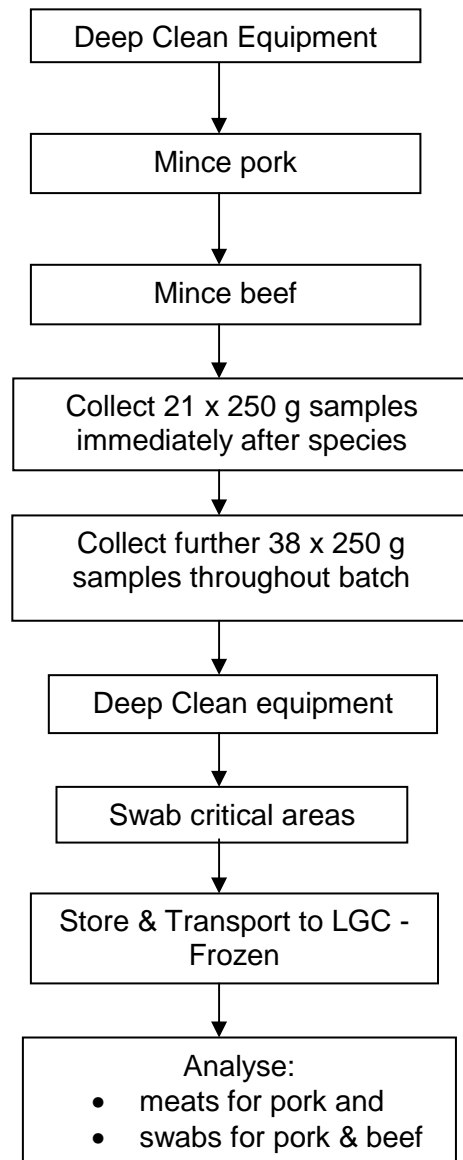 Deep Clean Equipment
Mince pork
Mince beef
Collect 21 x 250 g samples
immediately after species
Collect further 38 x 250 g
samples throughout batch
Deep Clean equipment
Swab critical areas
Store & Transport to LGC -
Frozen
Analyse:
• meats for pork and
• swabs for pork & beef